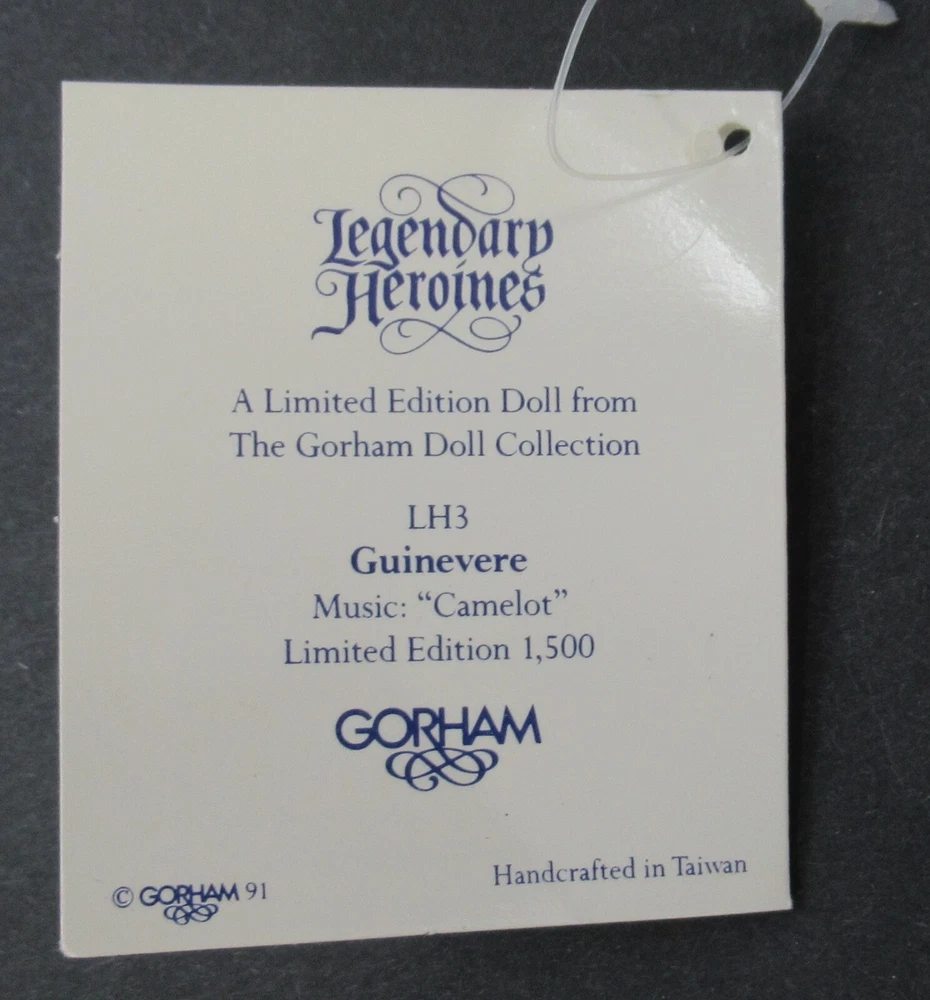 Legendary
Heroines
A Limited Edition Doll from
The Gorham Doll Collection
LH3
Guinevere
Music: “Camelot”
Limited Edition 1,500
GORHAM
Handcrafted in Taiwan
© GORHAM 91